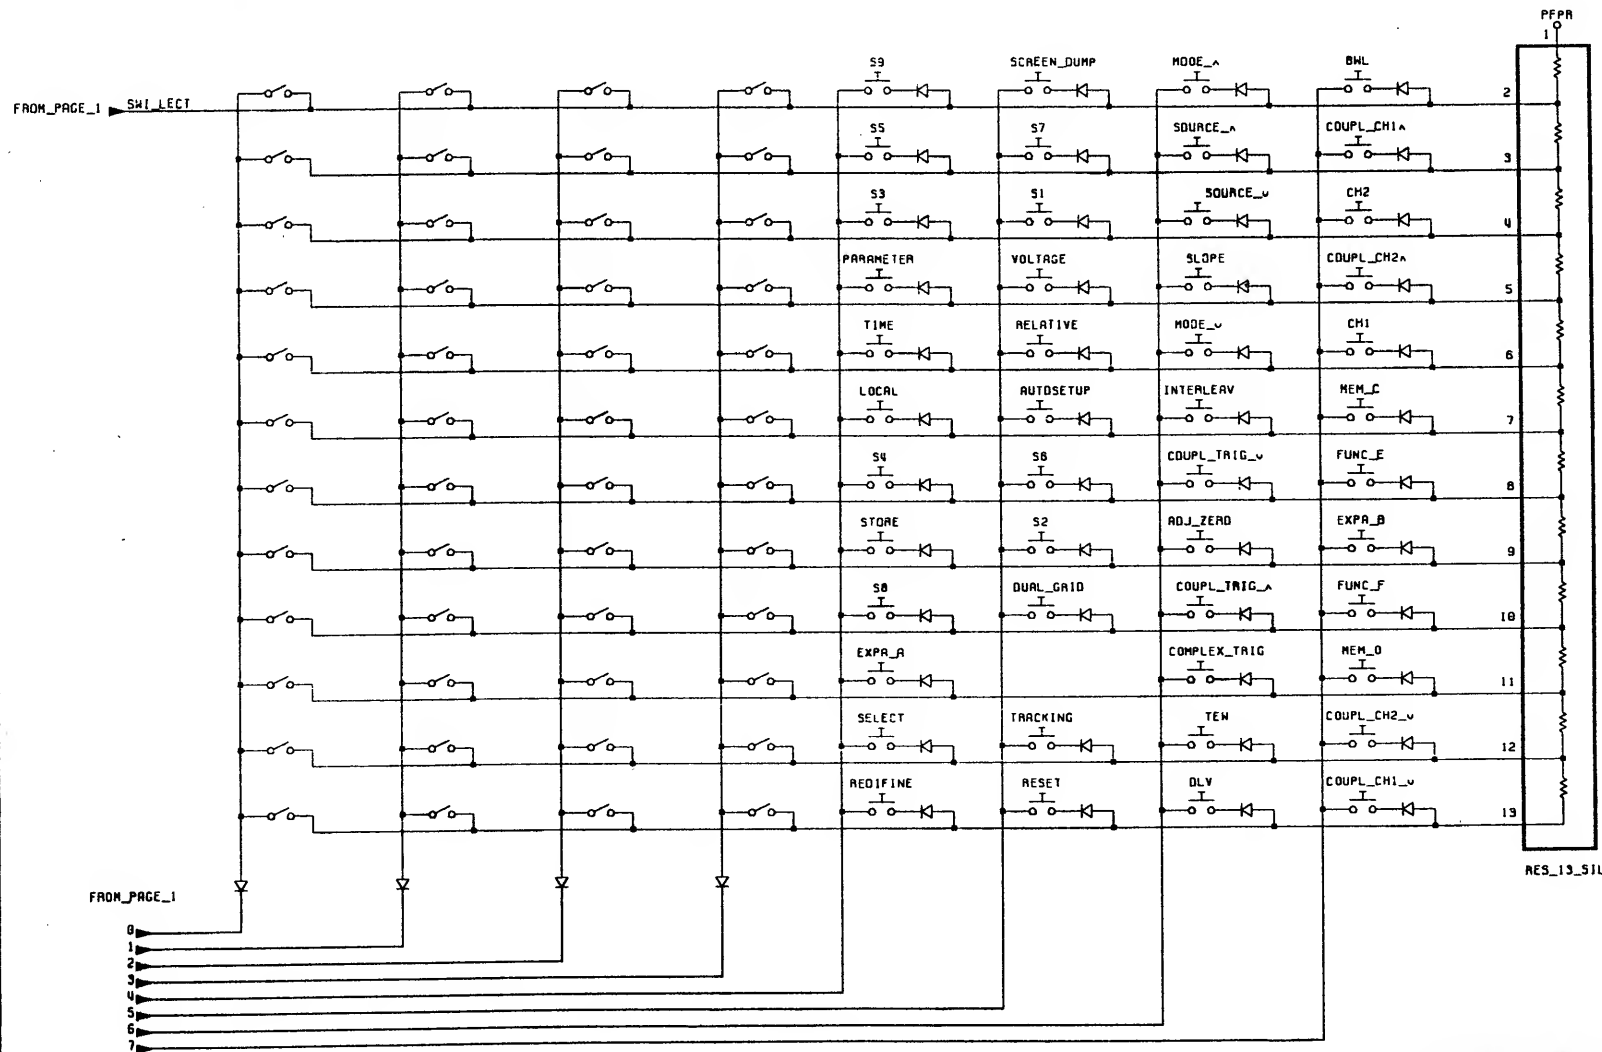 PFPR
1
S9 SCREEN_DUMP MODE_^ BWL
FROM_PAGE_1 SWI_LECT 2
S5 S7 SOURCE_^ COUPL_CH1^
3
S3 S1 SOURCE_v CH2
4
PARAMETER VOLTAGE SLOPE COUPL_CH2^
5
TIME RELATIVE MODE_v CH1
6
LOCAL AUTOSETUP INTERLEAV MEM_C
7
S4 S6 COUPL_TRIG_v FUNC_E
8
STORE S2 ADJ_ZERO EXPA_B
9
S8 DUAL_GRID COUPL_TRIG_^ FUNC_F
10
EXPA_A COMPLEX_TRIG MEM_D
11
SELECT TRACKING TEW COUPL_CH2_v
12
REDIFINE RESET DLV COUPL_CH1_v
13
RES_13_SIL
FROM_PAGE_1
0
1
2
3
4
5
6
7